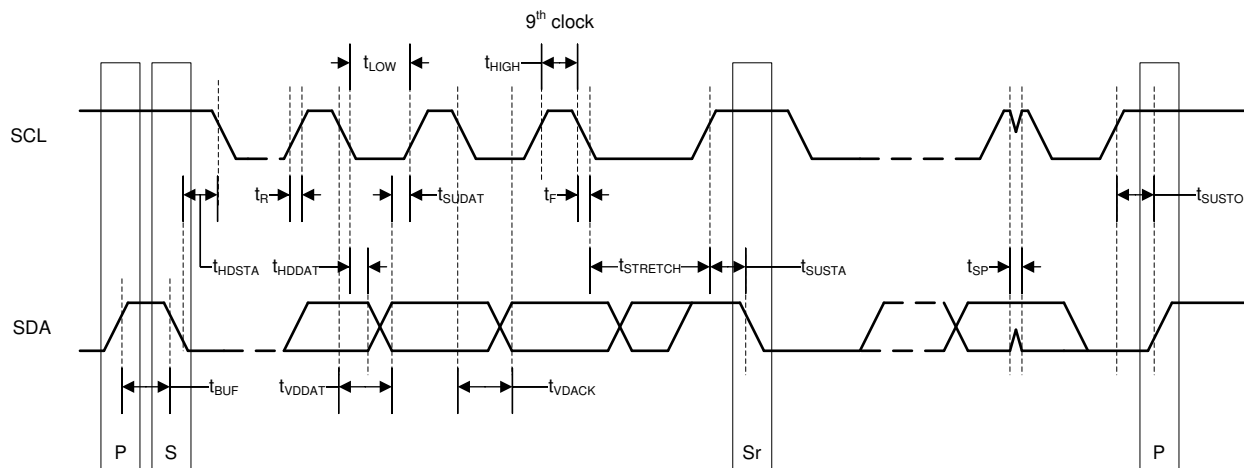 9th clock
tLOW
tHIGH
SCL
tR
tSUDAT
tF
tSUSTO
tHDSTA
tHDDAT
tSTRETCH
tSUSTA
tSP
SDA
tBUF
tVDDAT
tVDACK
P
S
Sr
P